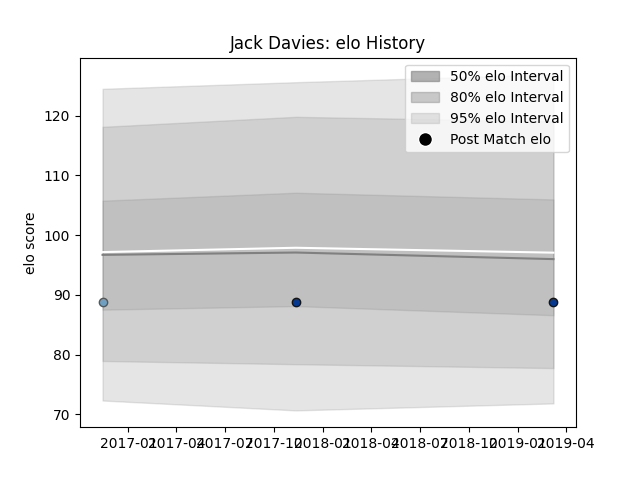 Jack Davies: elo History
50% elo Interval
80% elo Interval
95% elo Interval
Post Match elo
elo score
120
110
100
90
80
70
2017-01 2017-04 2017-07 2017-10 2018-01 2018-04 2018-07 2018-10 2019-01 2019-04